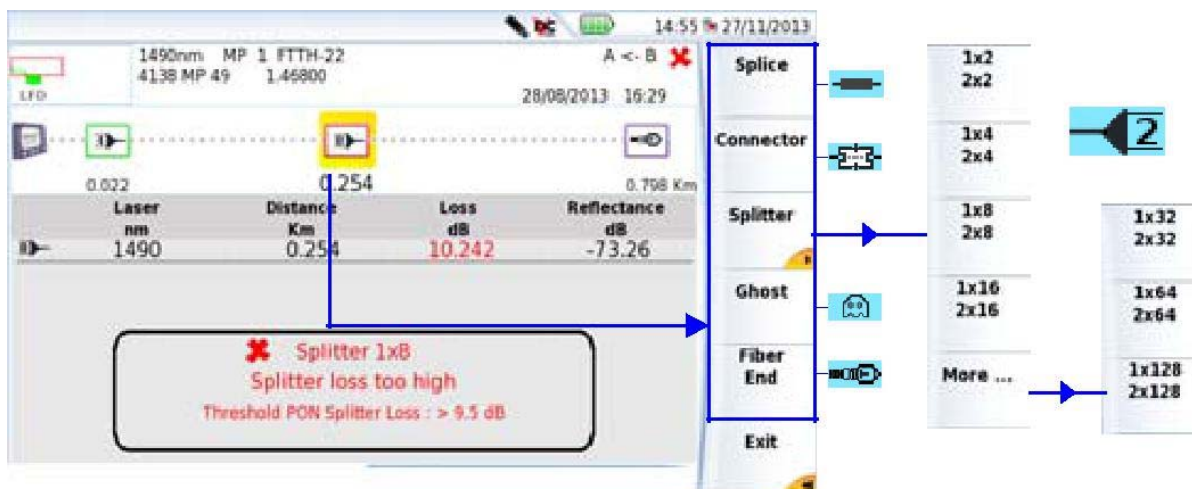 14:55 27/11/2013
1490nm MP 1 FTTH-22
4138 MP 49 1.46800
A <- B
28/08/2013 16:29
LFD
0.022
0.254
0.798 Km
Laser Distance Loss Reflectance
nm Km dB dB
1490 0.254 10.242 -73.26
Splitter 1x8
Splitter loss too high
Threshold PON Splitter Loss : > 9.5 dB
Splice
Connector
Splitter
Ghost
Fiber
End
Exit
1x2
2x2
1x4
2x4
1x8
2x8
1x16
2x16
More ...
2
1x32
2x32
1x64
2x64
1x128
2x128